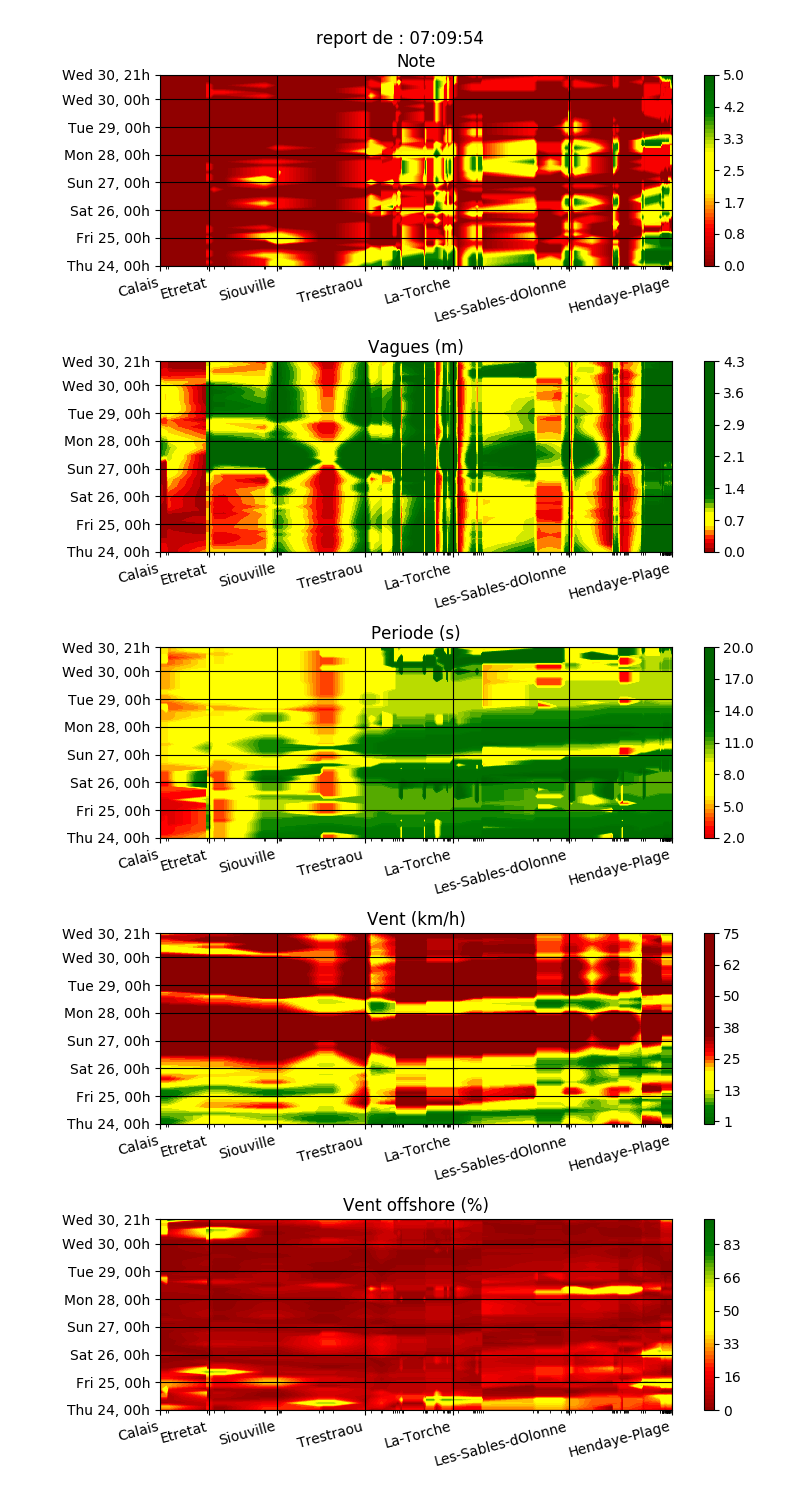 report de : 07:09:54
Note
Wed 30, 21h
Wed 30, 00h
Tue 29, 00h
Mon 28, 00h
Sun 27, 00h
Sat 26, 00h
Fri 25, 00h
Thu 24, 00h
Calais Etretat Siouville Trestraou La-Torche Les-Sables-dOlonne Hendaye-Plage
5.0
4.2
3.3
2.5
1.7
0.8
0.0
Vagues (m)
Wed 30, 21h
Wed 30, 00h
Tue 29, 00h
Mon 28, 00h
Sun 27, 00h
Sat 26, 00h
Fri 25, 00h
Thu 24, 00h
Calais Etretat Siouville Trestraou La-Torche Les-Sables-dOlonne Hendaye-Plage
4.3
3.6
2.9
2.1
1.4
0.7
0.0
Periode (s)
Wed 30, 21h
Wed 30, 00h
Tue 29, 00h
Mon 28, 00h
Sun 27, 00h
Sat 26, 00h
Fri 25, 00h
Thu 24, 00h
Calais Etretat Siouville Trestraou La-Torche Les-Sables-dOlonne Hendaye-Plage
20.0
17.0
14.0
11.0
8.0
5.0
2.0
Vent (km/h)
Wed 30, 21h
Wed 30, 00h
Tue 29, 00h
Mon 28, 00h
Sun 27, 00h
Sat 26, 00h
Fri 25, 00h
Thu 24, 00h
Calais Etretat Siouville Trestraou La-Torche Les-Sables-dOlonne Hendaye-Plage
75
62
50
38
25
13
1
Vent offshore (%)
Wed 30, 21h
Wed 30, 00h
Tue 29, 00h
Mon 28, 00h
Sun 27, 00h
Sat 26, 00h
Fri 25, 00h
Thu 24, 00h
Calais Etretat Siouville Trestraou La-Torche Les-Sables-dOlonne Hendaye-Plage
83
66
50
33
16
0